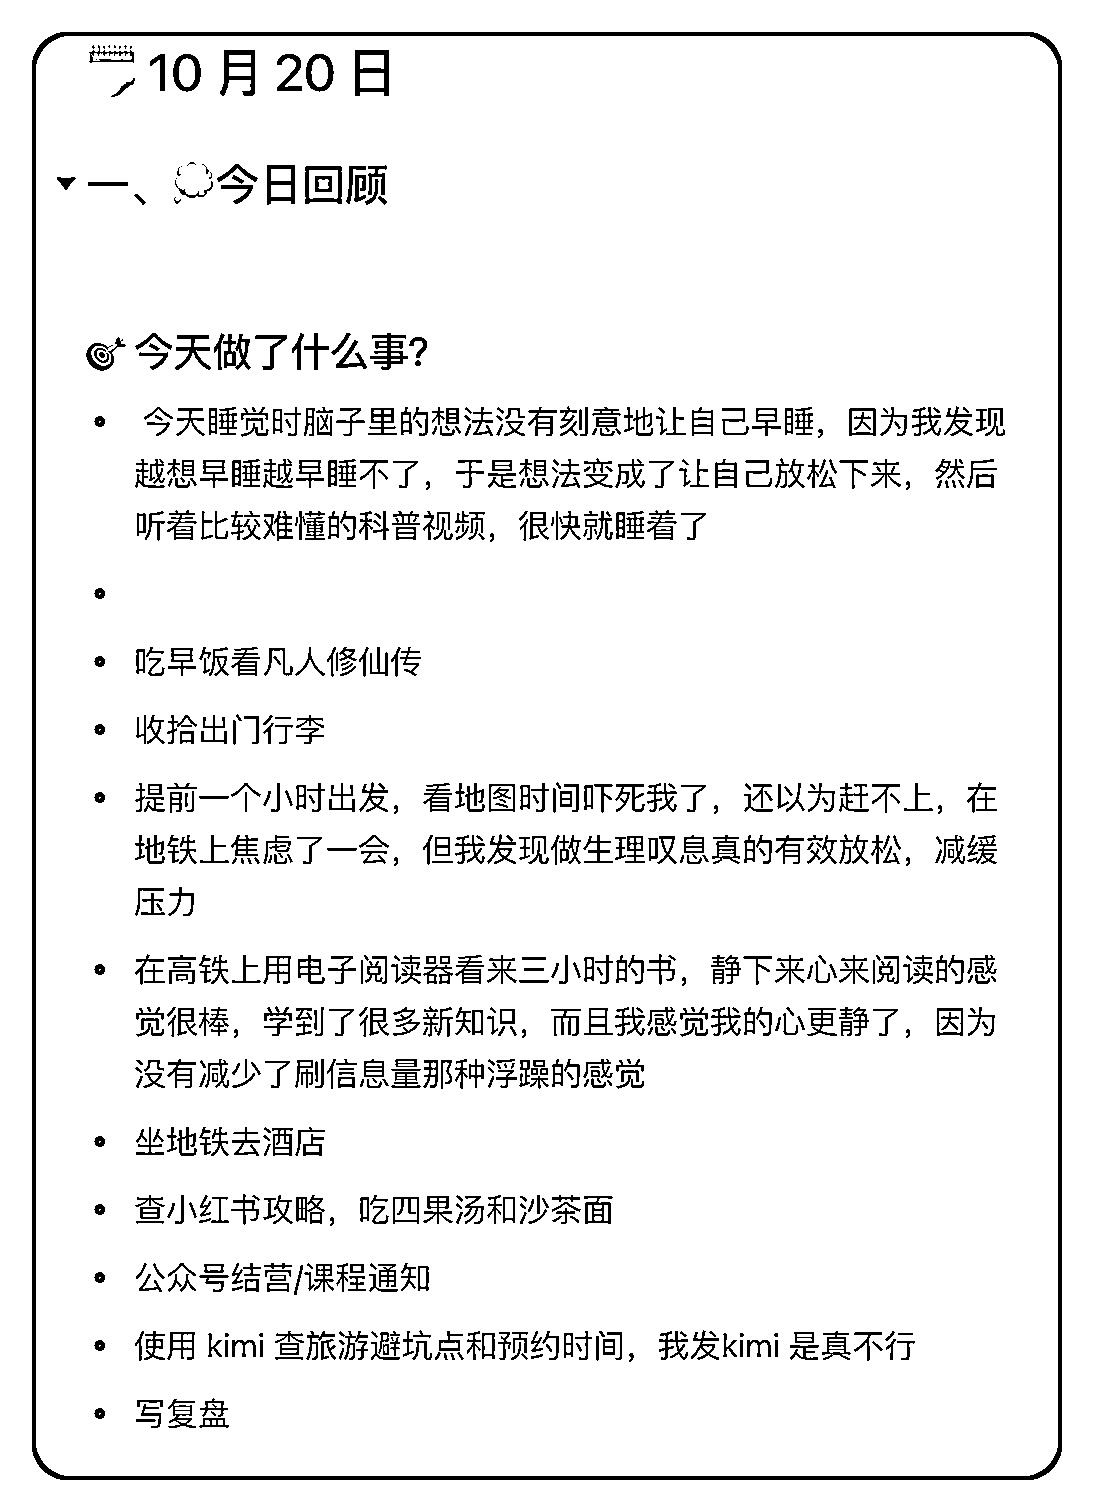 10 月 20 日
一、今日回顾
今天做了什么事?
今天睡觉时脑子里的想法没有刻意地让自己早睡，因为我发现
越想早睡越早睡不了，于是想法变成了让自己放松下来，然后
听着比较难懂的科普视频，很快就睡着了
吃早饭看凡人修仙传
收拾出门行李
提前一个小时出发，看地图时间吓死我了，还以为赶不上，在
地铁上焦虑了一会，但我发现做生理叹息真的有效放松，减缓
压力
在高铁上用电子阅读器看来三小时的书，静下来心来阅读的感
觉很棒，学到了很多新知识，而且我感觉我的心更静了，因为
没有减少了刷信息量那种浮躁的感觉
坐地铁去酒店
查小红书攻略，吃四果汤和沙茶面
公众号结营/课程通知
使用 kimi 查旅游避坑点和预约时间，我发kimi 是真不行
写复盘